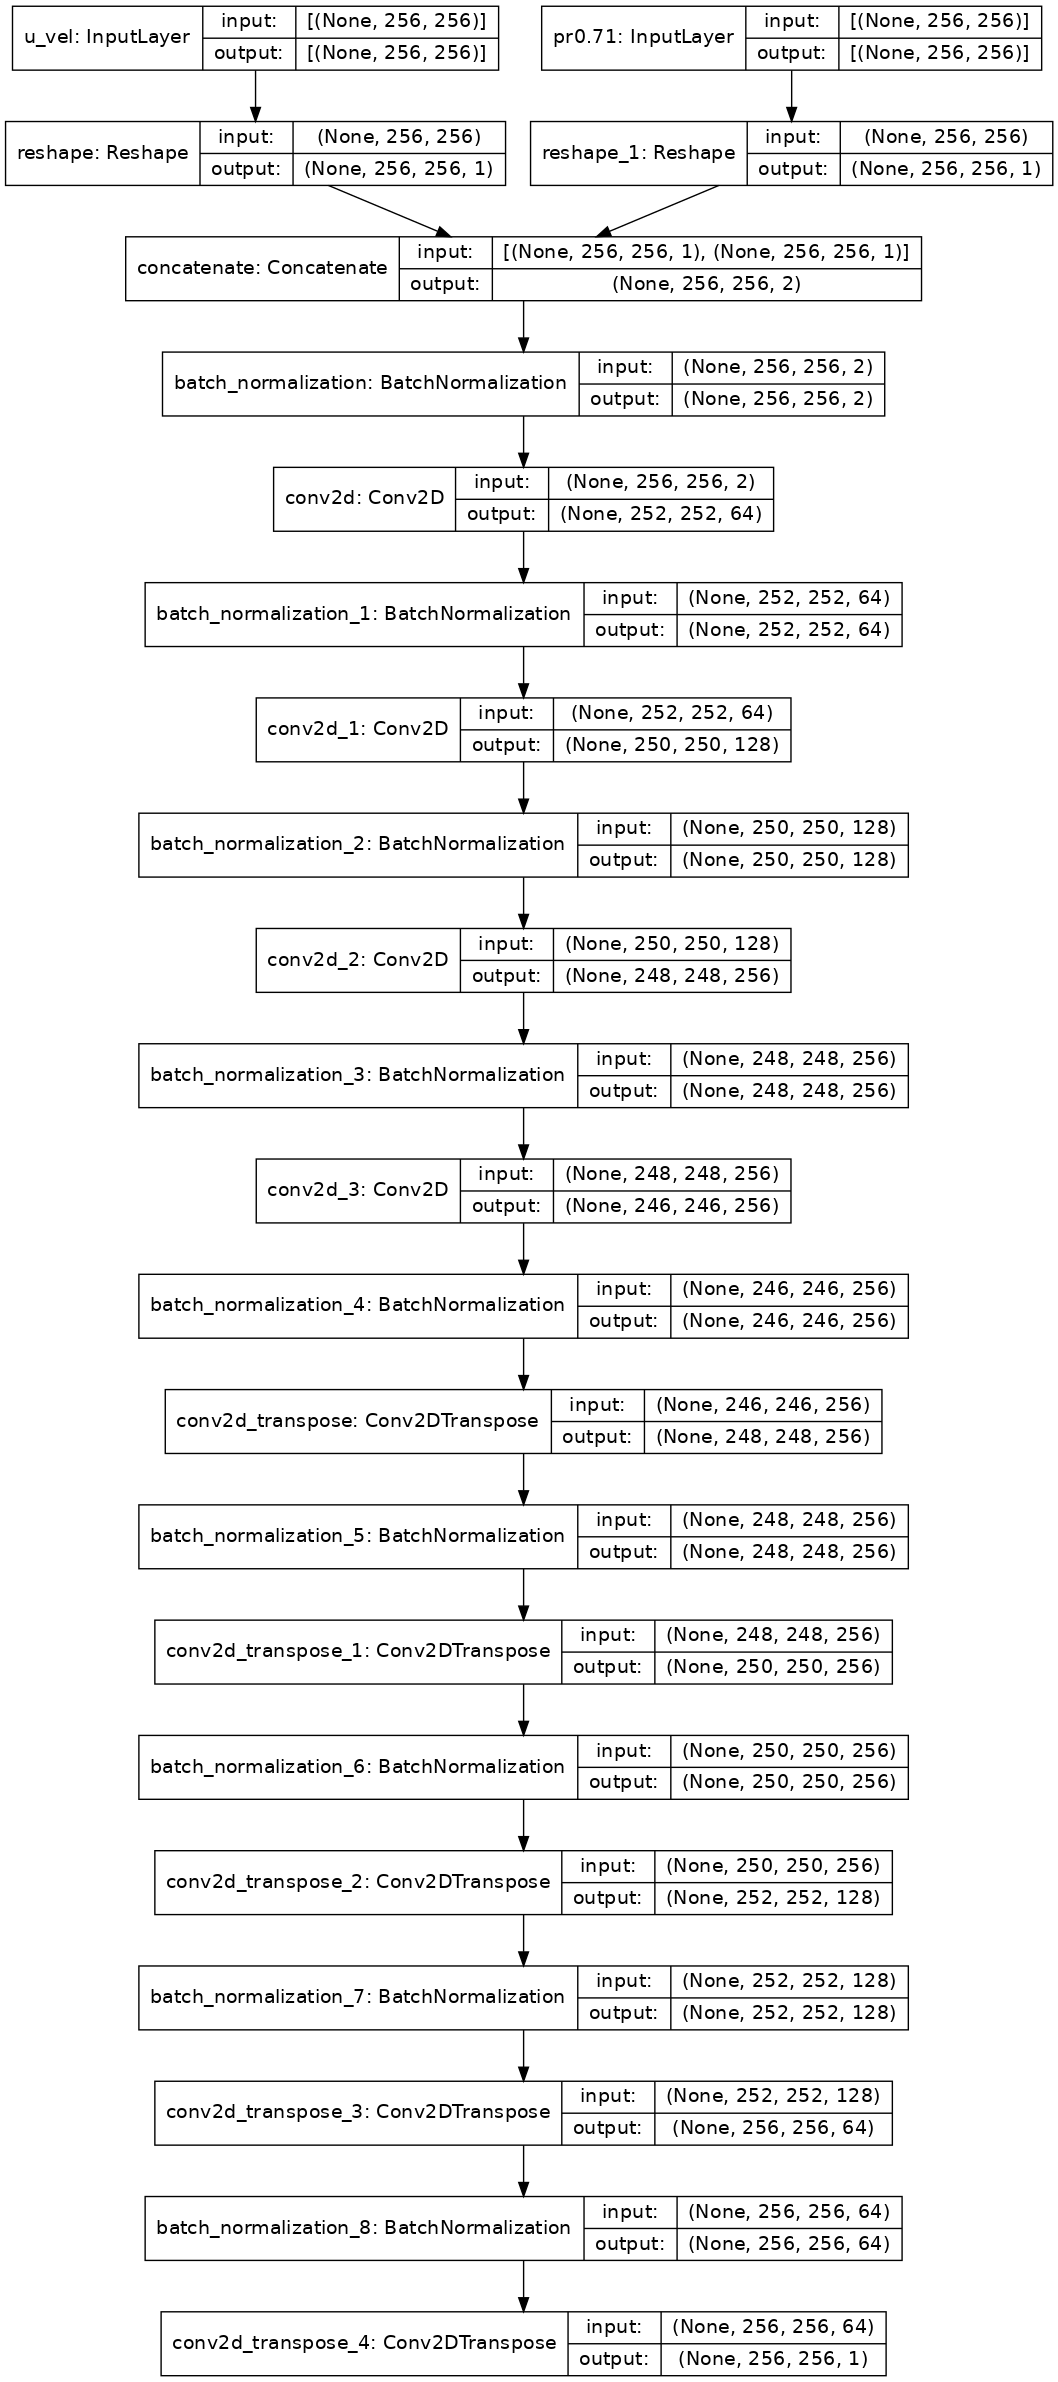 u_vel: InputLayer
input: [(None, 256, 256)]
output: [(None, 256, 256)]
pr0.71: InputLayer
input: [(None, 256, 256)]
output: [(None, 256, 256)]
reshape: Reshape
input: (None, 256, 256)
output: (None, 256, 256, 1)
reshape_1: Reshape
input: (None, 256, 256)
output: (None, 256, 256, 1)
concatenate: Concatenate
input: [(None, 256, 256, 1), (None, 256, 256, 1)]
output: (None, 256, 256, 2)
batch_normalization: BatchNormalization
input: (None, 256, 256, 2)
output: (None, 256, 256, 2)
conv2d: Conv2D
input: (None, 256, 256, 2)
output: (None, 252, 252, 64)
batch_normalization_1: BatchNormalization
input: (None, 252, 252, 64)
output: (None, 252, 252, 64)
conv2d_1: Conv2D
input: (None, 252, 252, 64)
output: (None, 250, 250, 128)
batch_normalization_2: BatchNormalization
input: (None, 250, 250, 128)
output: (None, 250, 250, 128)
conv2d_2: Conv2D
input: (None, 250, 250, 128)
output: (None, 248, 248, 256)
batch_normalization_3: BatchNormalization
input: (None, 248, 248, 256)
output: (None, 248, 248, 256)
conv2d_3: Conv2D
input: (None, 248, 248, 256)
output: (None, 246, 246, 256)
batch_normalization_4: BatchNormalization
input: (None, 246, 246, 256)
output: (None, 246, 246, 256)
conv2d_transpose: Conv2DTranspose
input: (None, 246, 246, 256)
output: (None, 248, 248, 256)
batch_normalization_5: BatchNormalization
input: (None, 248, 248, 256)
output: (None, 248, 248, 256)
conv2d_transpose_1: Conv2DTranspose
input: (None, 248, 248, 256)
output: (None, 250, 250, 256)
batch_normalization_6: BatchNormalization
input: (None, 250, 250, 256)
output: (None, 250, 250, 256)
conv2d_transpose_2: Conv2DTranspose
input: (None, 250, 250, 256)
output: (None, 252, 252, 128)
batch_normalization_7: BatchNormalization
input: (None, 252, 252, 128)
output: (None, 252, 252, 128)
conv2d_transpose_3: Conv2DTranspose
input: (None, 252, 252, 128)
output: (None, 256, 256, 64)
batch_normalization_8: BatchNormalization
input: (None, 256, 256, 64)
output: (None, 256, 256, 64)
conv2d_transpose_4: Conv2DTranspose
input: (None, 256, 256, 64)
output: (None, 256, 256, 1)